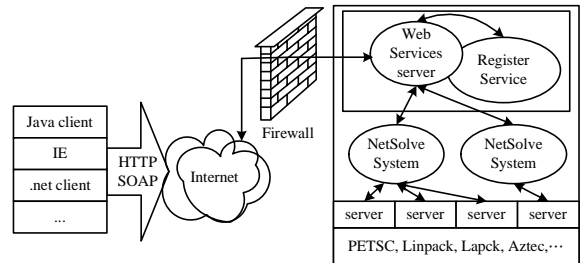 Web
Services
server
Register
Service
Firewall
Java client
IE
.net client
...
HTTP
SOAP
Internet
NetSolve
System
NetSolve
System
server
server
server
server
PETSC, Linpack, Lapck, Aztec,⋯